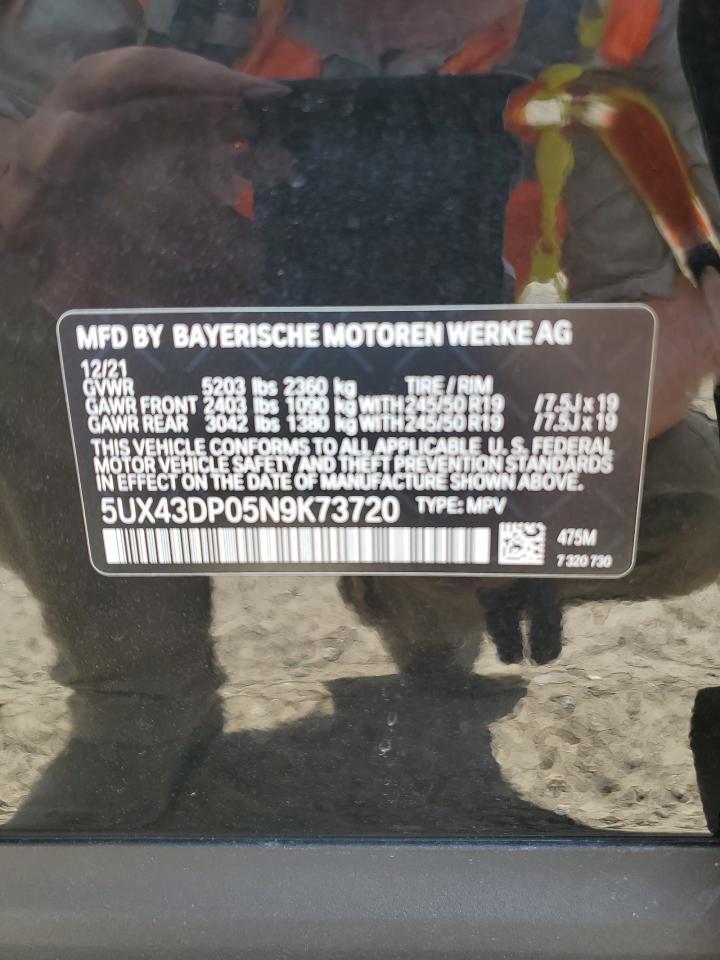 MFD BY BAYERISCHE MOTOREN WERKE AG
12/21
GVWR 5203 lbs 2360 kg TIRE / RIM
GAWR FRONT 2403 lbs 1090 kg WITH 245/50 R19 /7.5J x 19
GAWR REAR 3042 lbs 1380 kg WITH 245/50 R19 /7.5J x 19
THIS VEHICLE CONFORMS TO ALL APPLICABLE U.S. FEDERAL
MOTOR VEHICLE SAFETY AND THEFT PREVENTION STANDARDS
IN EFFECT ON THE DATE OF MANUFACTURE SHOWN ABOVE.
5UX43DP05N9K73720 TYPE: MPV
475M
7 320 730